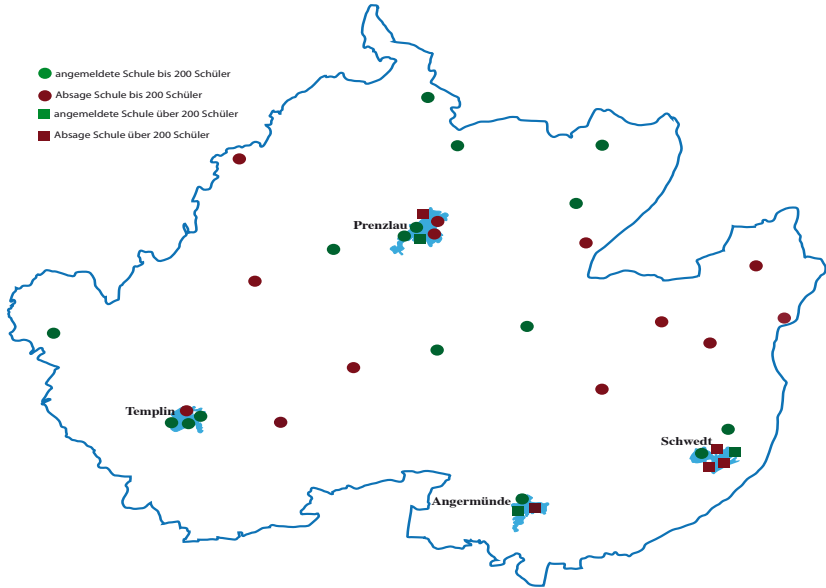 angemeldete Schule bis 200 Schüler
Absage Schule bis 200 Schüler
angemeldete Schule über 200 Schüler
Absage Schule über 200 Schüler
Prenzlau
Templin
Schwedt
Angermünde